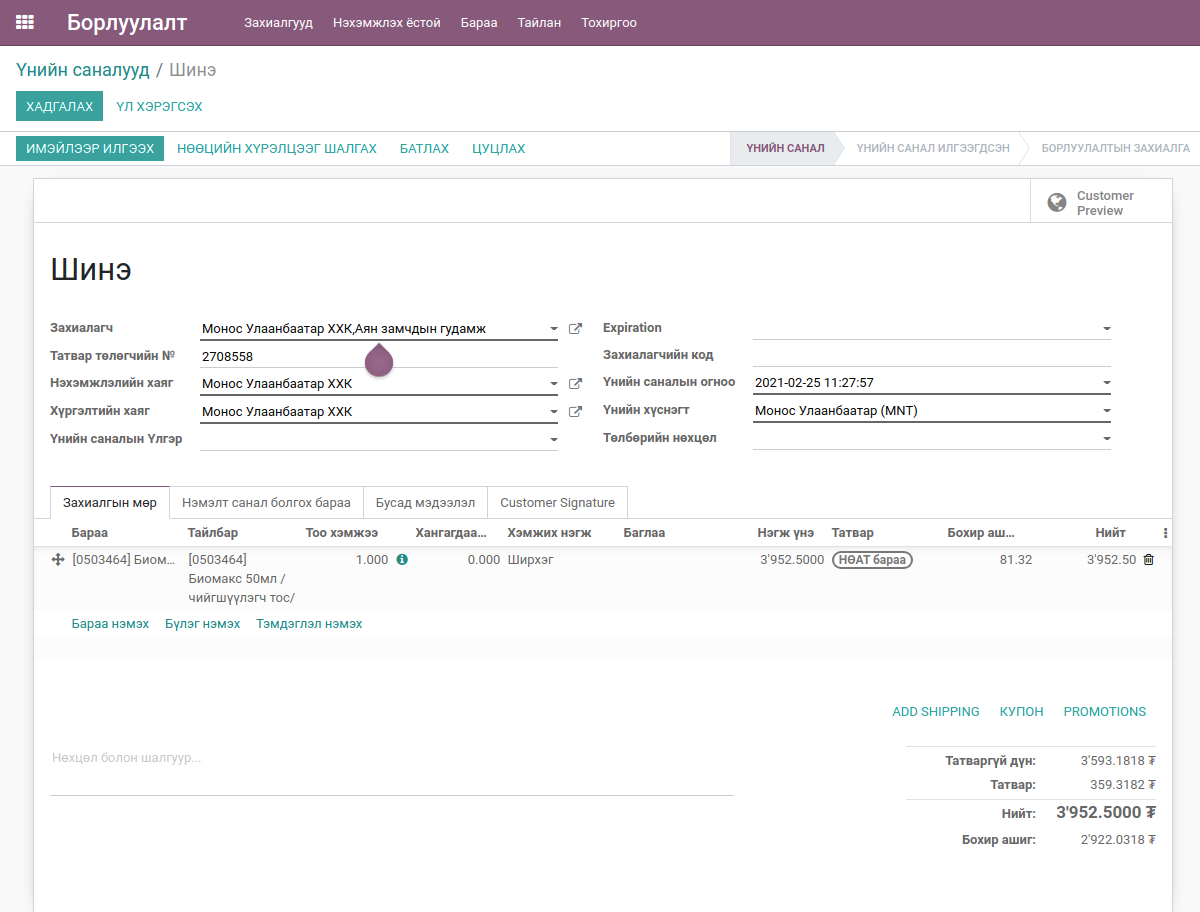 Борлуулалт Захиалгууд Нэхэмжлэх ёстой Бараа Тайлан Тохиргоо
Үнийн саналууд / Шинэ
ХАДГАЛАХ ҮЛ ХЭРЭГСЭХ
ИМЭЙЛЭЭР ИЛГЭЭХ НӨӨЦИЙН ХҮРЭЛЦЭЭГ ШАЛГАХ БАТЛАХ ЦУЦЛАХ ҮНИЙН САНАЛ ҮНИЙН САНАЛ ИЛГЭЭГДСЭН БОРЛУУЛАЛТЫН ЗАХИАЛГА
Customer
Preview
Шинэ
Захиалагч Монос Улаанбаатар ХХК,Аян замчдын гудамж
Татвар төлөгчийн № 2708558
Нэхэмжлэлийн хаяг Монос Улаанбаатар ХХК
Хүргэлтийн хаяг Монос Улаанбаатар ХХК
Үнийн саналын Үлгэр
Expiration
Захиалагчийн код
Үнийн саналын огноо 2021-02-25 11:27:57
Үнийн хүснэгт Монос Улаанбаатар (MNT)
Төлбөрийн нөхцөл
Захиалгын мөр Нэмэлт санал болгох бараа Бусад мэдээлэл Customer Signature
Бараа Тайлбар Тоо хэмжээ Хангагдаа... Хэмжих нэгж Баглаа Нэгж үнэ Татвар Бохир аш... Нийт
[0503464] Биом... [0503464] 1.000 0.000 Ширхэг 3'952.5000 НӨАТ бараа 81.32 3'952.50
Биомакс 50мл /
чийгшүүлэгч тос/
Бараа нэмэх Бүлэг нэмэх Тэмдэглэл нэмэх
ADD SHIPPING КУПОН PROMOTIONS
Нөхцөл болон шалгуур...
Татваргүй дүн: 3'593.1818 ₮
Татвар: 359.3182 ₮
Нийт: 3'952.5000 ₮
Бохир ашиг: 2'922.0318 ₮